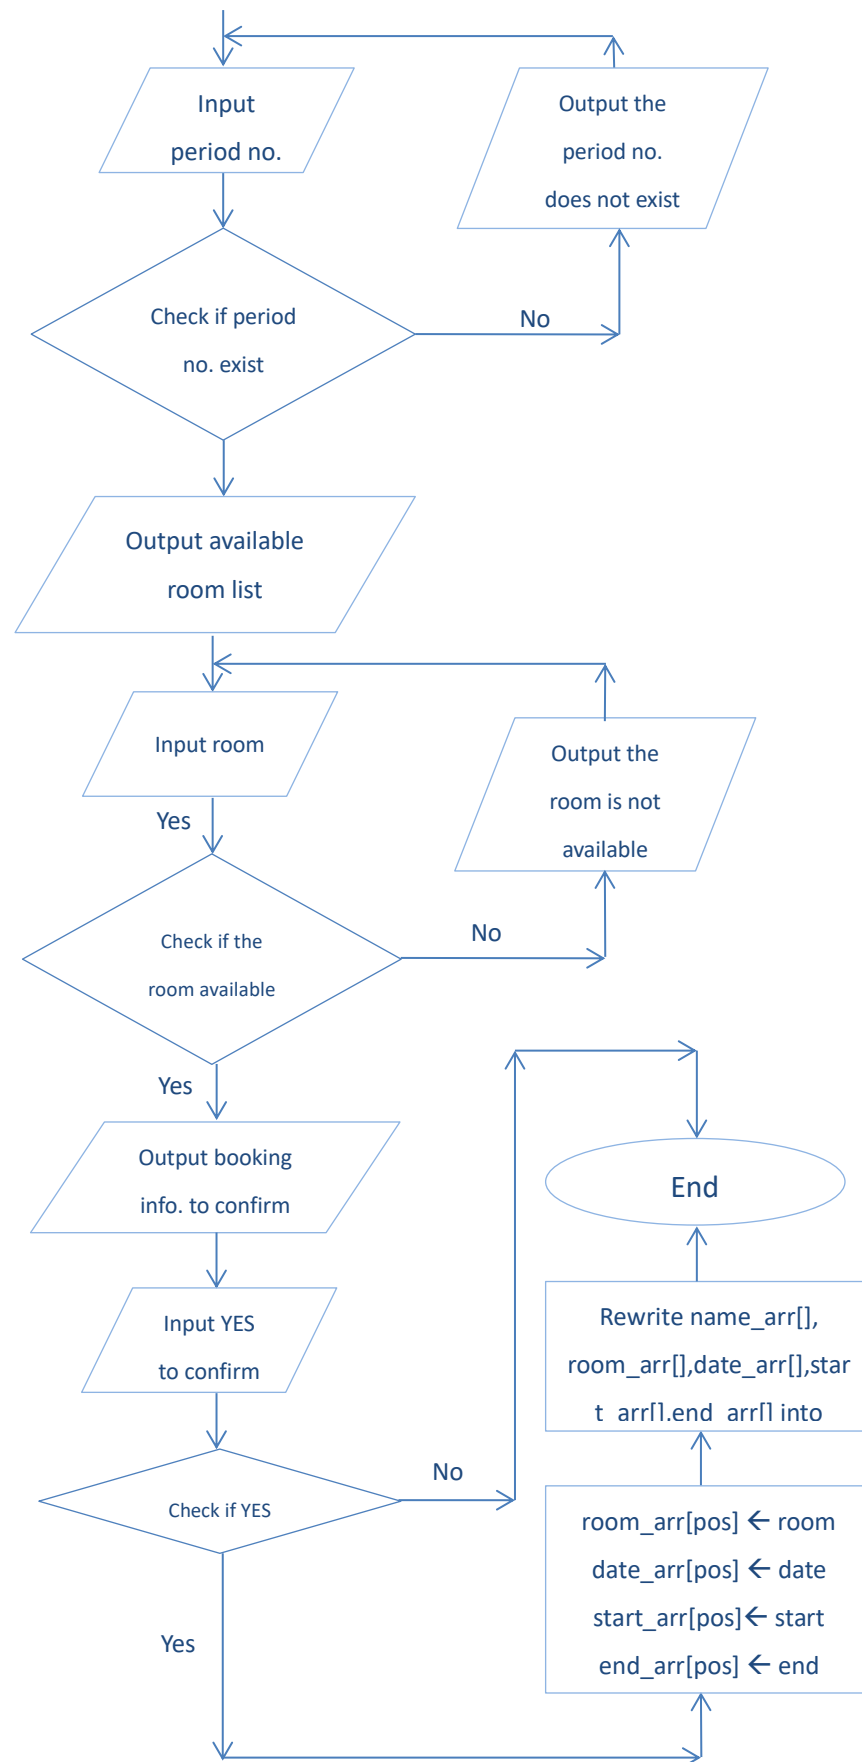 Input
period no.
Output the
period no.
does not exist
Check if period
no. exist
No
Output available
room list
Input room
Output the
room is not
available
Yes
Check if the
room available
No
Yes
Output booking
info. to confirm
End
Input YES
to confirm
Rewrite name_arr[],
room_arr[],date_arr[],star
t_arr[].end_arr[] into
Check if YES
No
room_arr[pos] ← room
date_arr[pos] ← date
start_arr[pos]← start
end_arr[pos] ← end
Yes